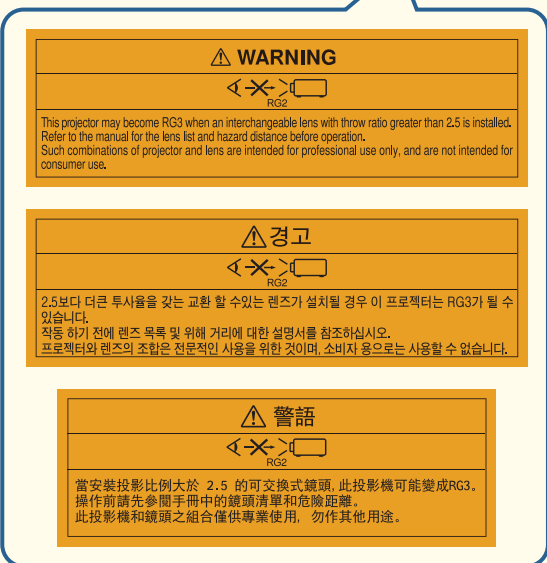 ⚠ WARNING
RG2
This projector may become RG3 when an interchangeable lens with throw ratio greater than 2.5 is installed.
Refer to the manual for the lens list and hazard distance before operation.
Such combinations of projector and lens are intended for professional use only, and are not intended for
consumer use.
⚠경고
RG2
2.5보다 더큰 투사율을 갖는 교환 할 수있는 렌즈가 설치될 경우 이 프로젝터는 RG3가 될 수
있습니다.
작동 하기 전에 렌즈 목록 및 위해 거리에 대한 설명서를 참조하십시오.
프로젝터와 렌즈의 조합은 전문적인 사용을 위한 것이며, 소비자 용으로는 사용할 수 없습니다.
⚠ 警語
RG2
當安裝投影比例大於 2.5 的可交換式鏡頭, 此投影機可能變成RG3。
操作前請先參閱手冊中的鏡頭清單和危險距離。
此投影機和鏡頭之組合僅供專業使用, 勿作其他用途。